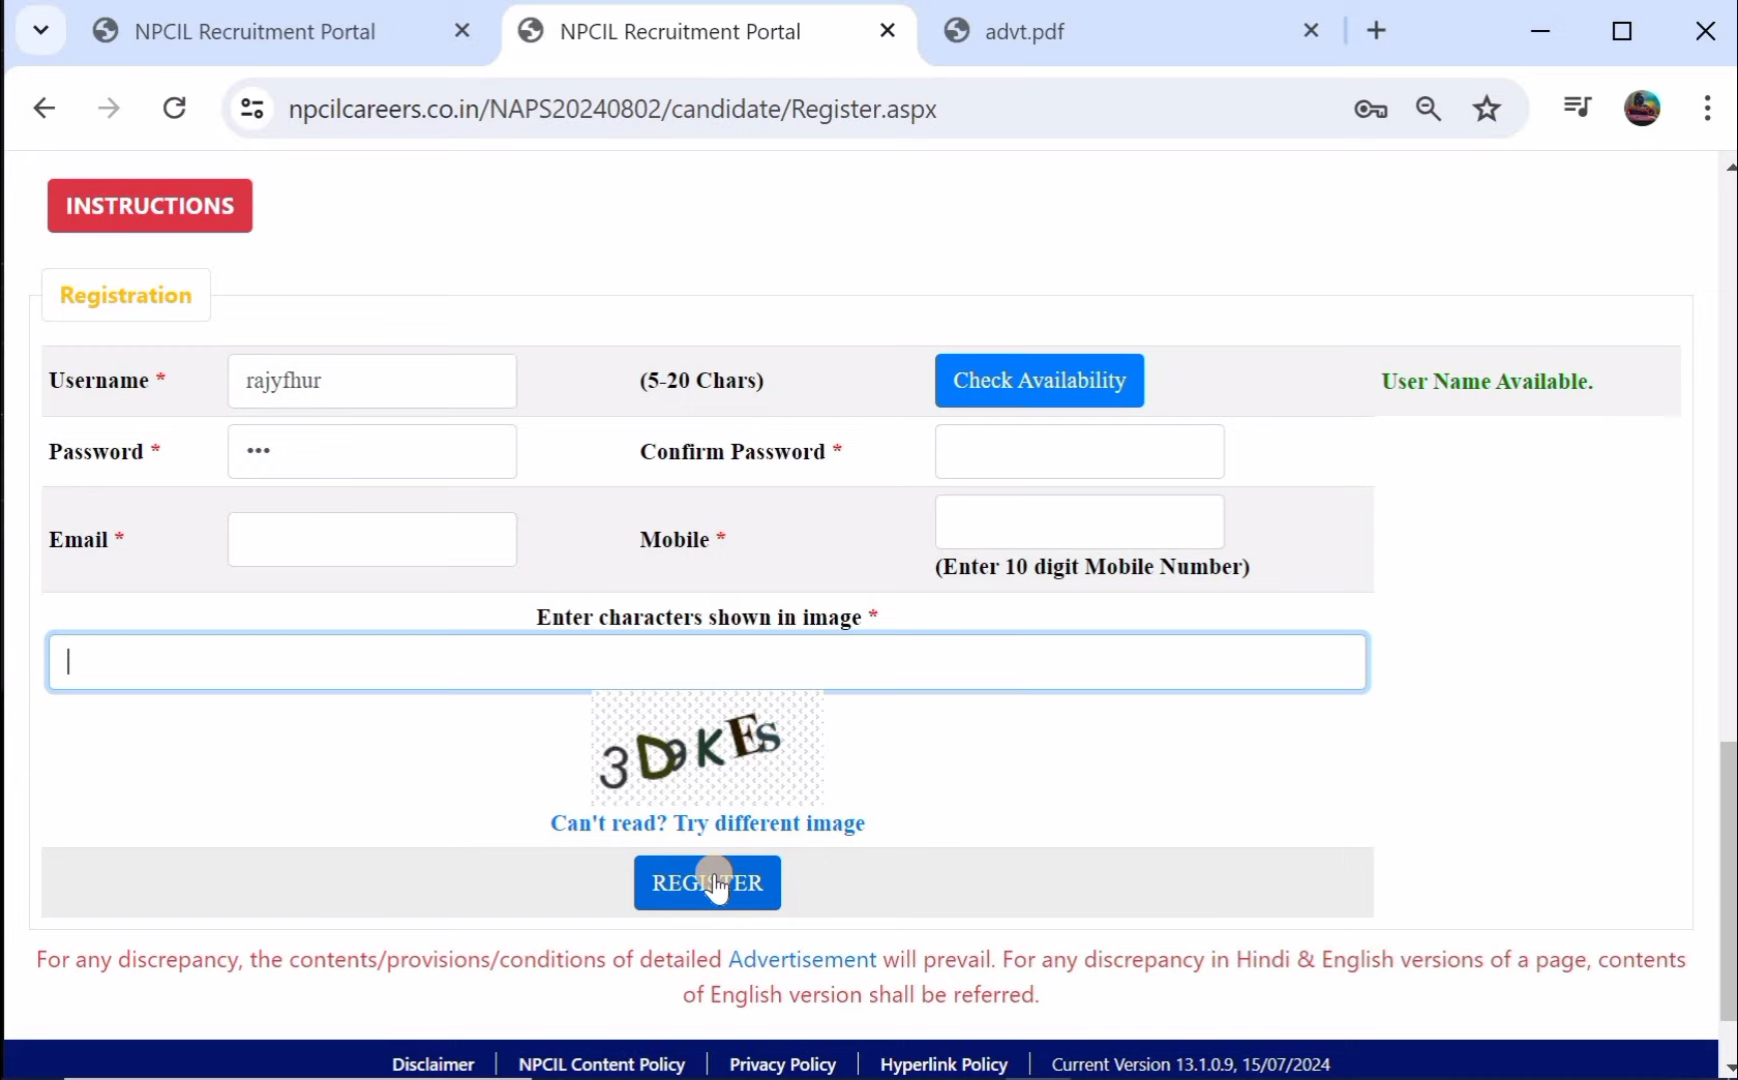 NPCIL Recruitment Portal
NPCIL Recruitment Portal
advt.pdf
npcilcareers.co.in/NAPS20240802/candidate/Register.aspx
INSTRUCTIONS
Registration
Username *
rajyfhur
(5-20 Chars)
Check Availability
User Name Available.
Password *
•••
Confirm Password *
Email *
Mobile *
(Enter 10 digit Mobile Number)
Enter characters shown in image *
3D9KEs
Can't read? Try different image
REGISTER
For any discrepancy, the contents/provisions/conditions of detailed Advertisement will prevail. For any discrepancy in Hindi & English versions of a page, contents
of English version shall be referred.
Disclaimer | NPCIL Content Policy | Privacy Policy | Hyperlink Policy | Current Version 13.1.0.9, 15/07/2024